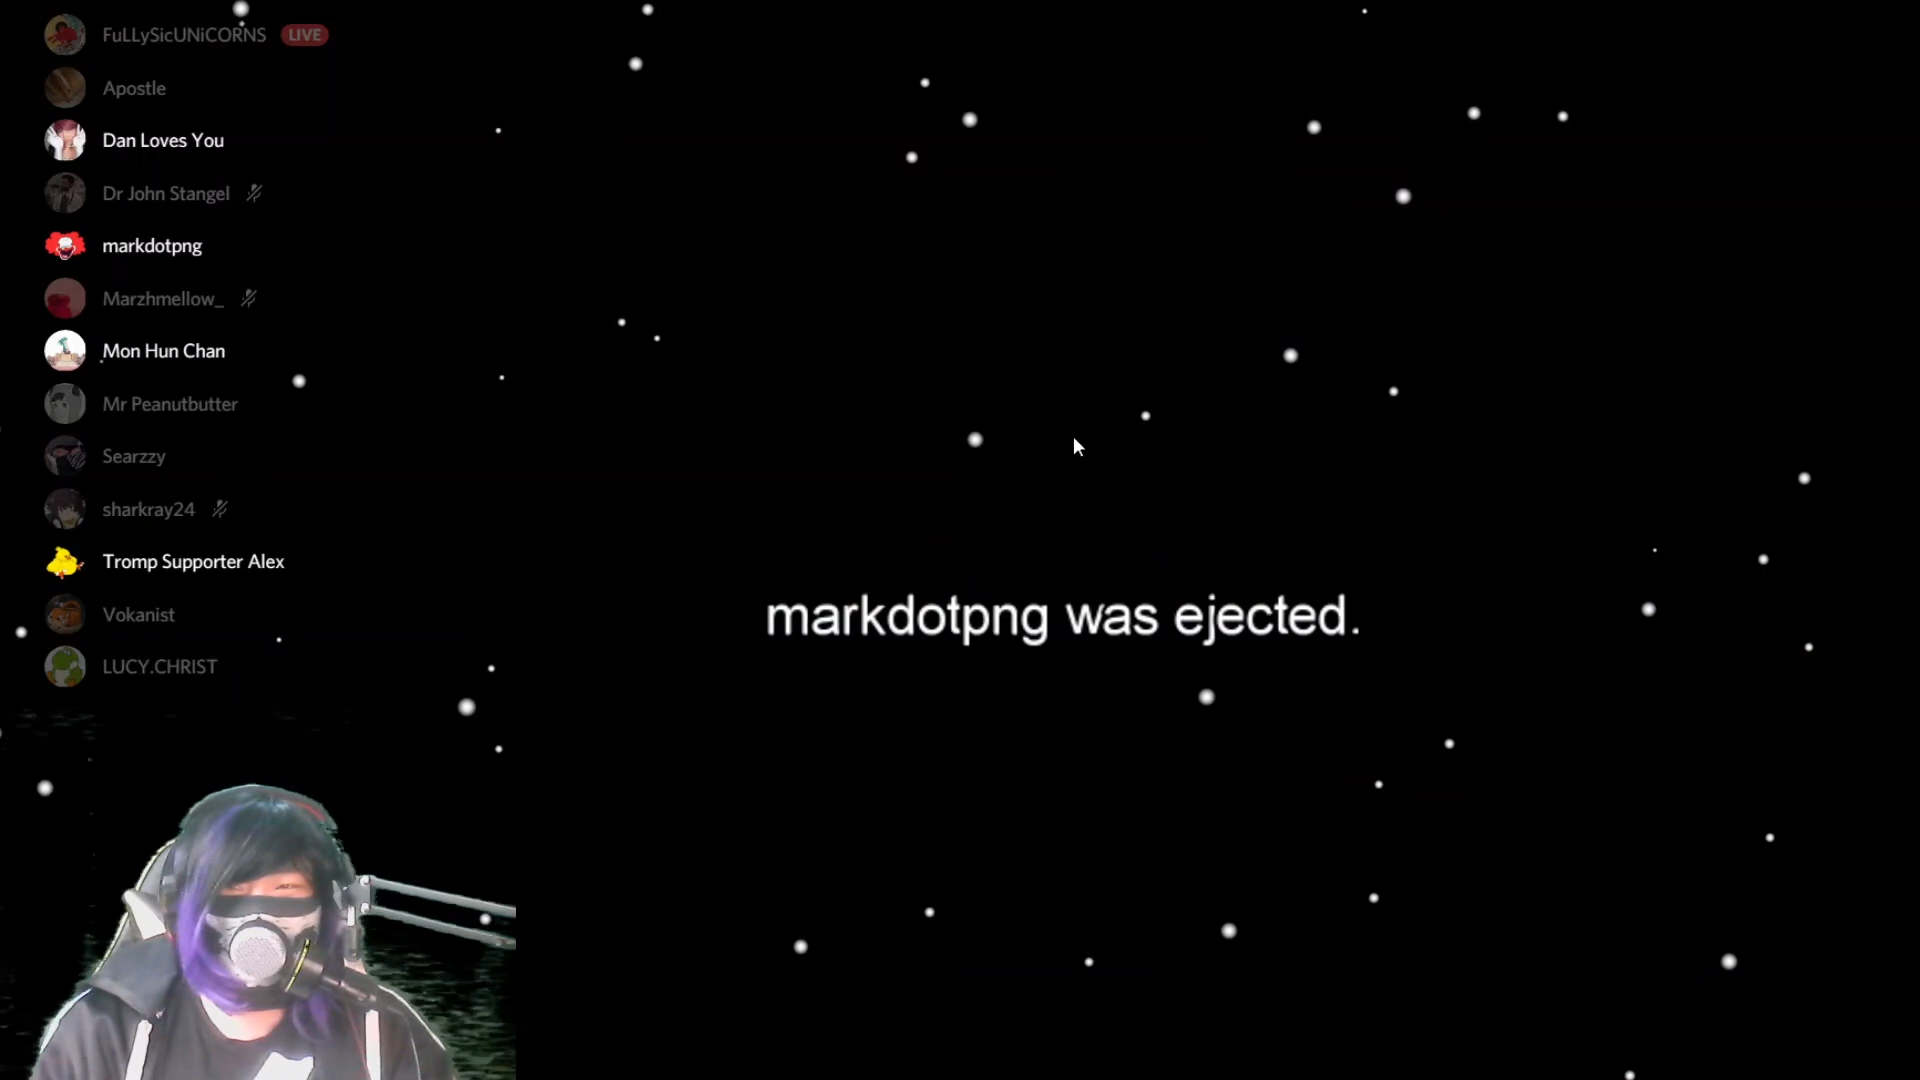 FuLLySicUNiCORNS LIVE
Apostle
Dan Loves You
Dr John Stangel
markdotpng
Marzhmellow_
Mon Hun Chan
Mr Peanutbutter
Searzzy
sharkray24
Tromp Supporter Alex
Vokanist
LUCY.CHRIST
markdotpng was ejected.